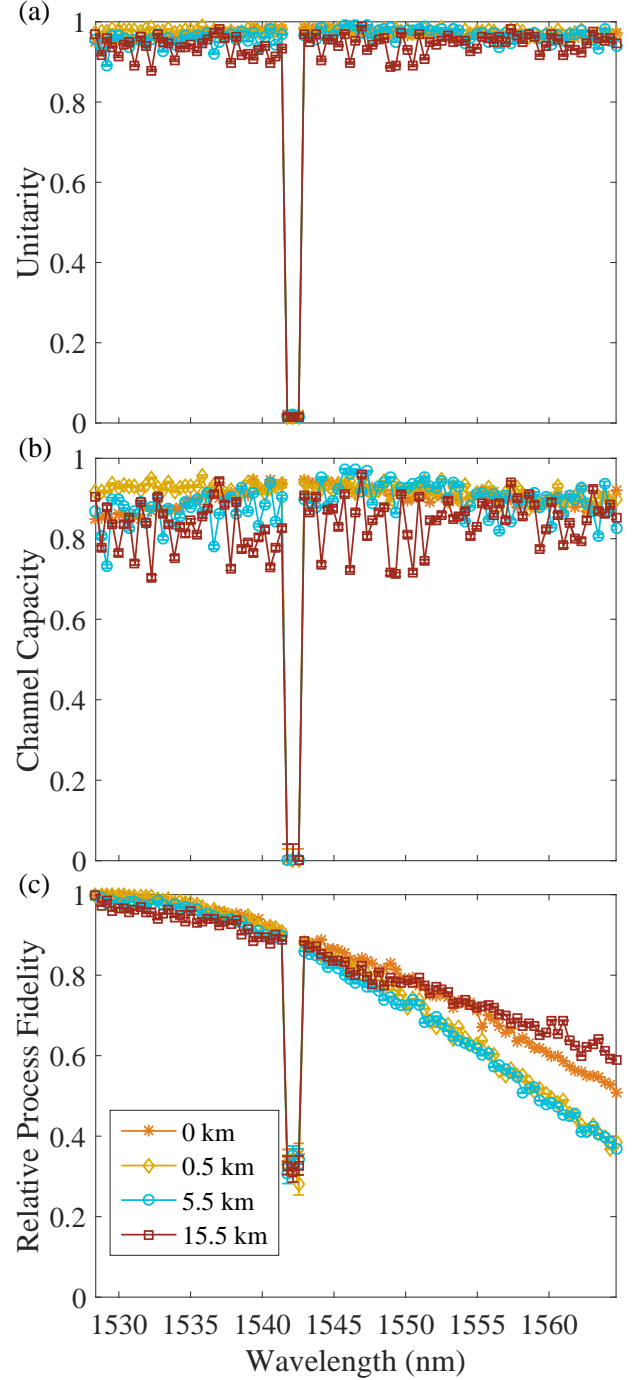 (a)
1
0.8
0.6
0.4
0.2
0
Unitarity
(b)
1
0.8
0.6
0.4
0.2
0
Channel Capacity
(c)
1
0.8
0.6
0.4
0.2
0
Relative Process Fidelity
0 km
0.5 km
5.5 km
15.5 km
1530 1535 1540 1545 1550 1555 1560
Wavelength (nm)